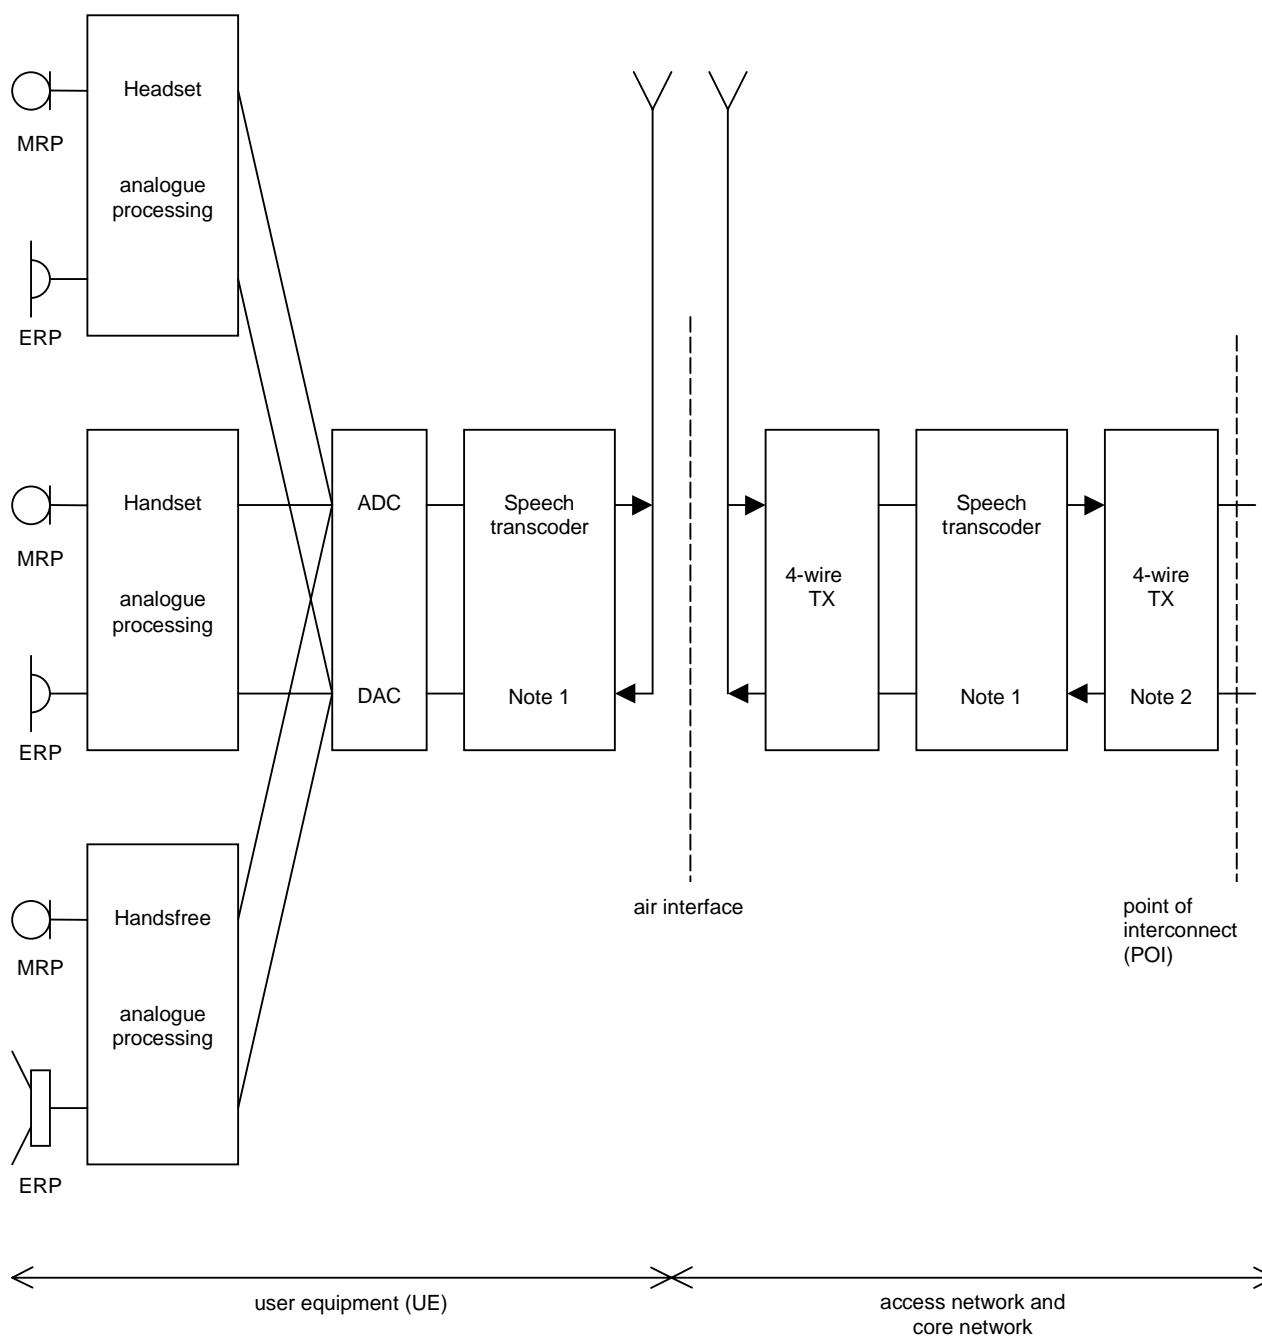 Headset
MRP
analogue
processing
ERP
Handset
MRP
analogue
processing
ERP
ADC
DAC
Speech
transcoder
Note 1
4-wire
TX
Speech
transcoder
Note 1
4-wire
TX
Note 2
Handsfree
MRP
analogue
processing
ERP
air interface
point of
interconnect
(POI)
user equipment (UE)
access network and
core network